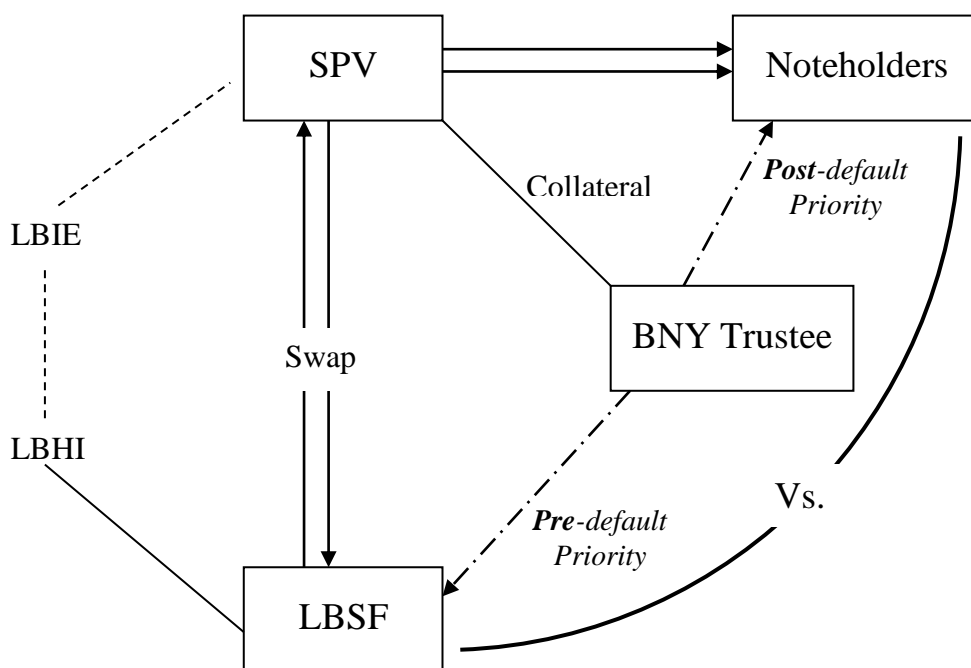 SPV
Noteholders
Collateral
Post-default
Priority
LBIE
BNY Trustee
Swap
LBHI
Vs.
Pre-default
Priority
LBSF